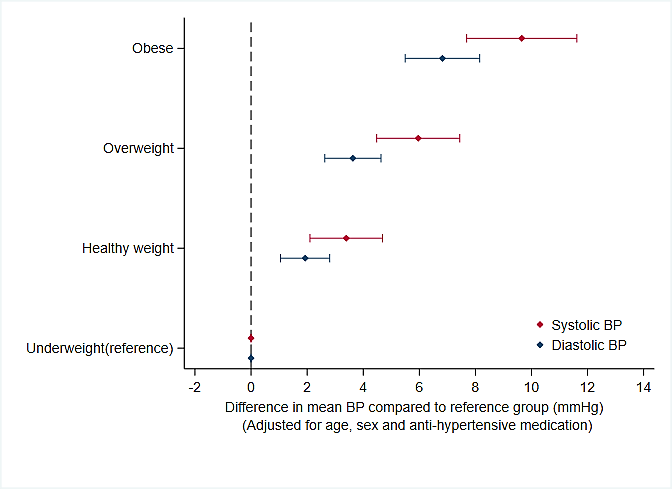 Obese
Overweight
Healthy weight
Underweight(reference)
Systolic BP
Diastolic BP
-2 0 2 4 6 8 10 12 14
Difference in mean BP compared to reference group (mmHg)
(Adjusted for age, sex and anti-hypertensive medication)